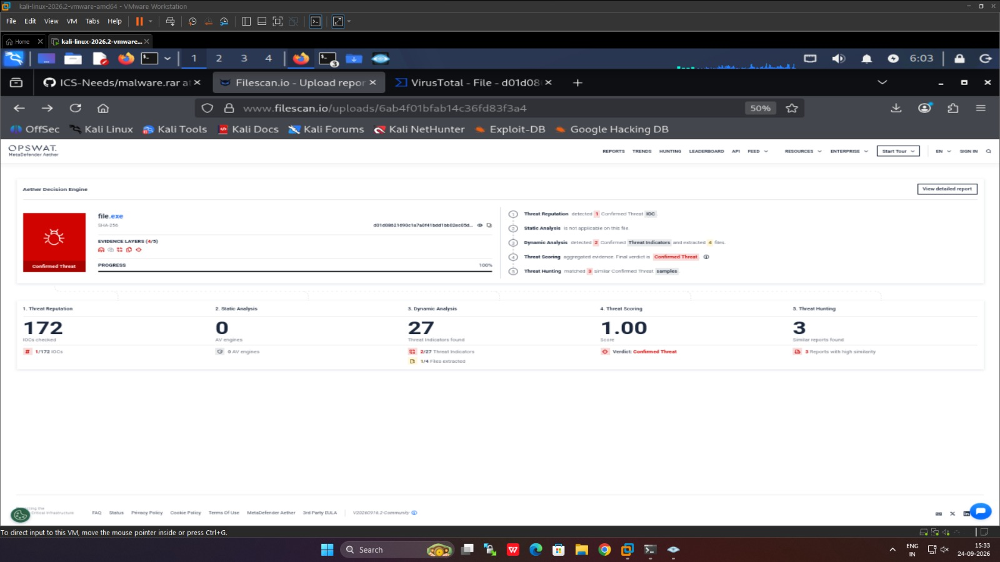 kali-linux-2026.2-vmware-amd64 - VMware Workstation
File Edit View VM Tabs Help
Home kali-linux-2026.2-vmware...
1 2 3 4 3 6:03
ICS-Needs/malware.rar at Filescan.io - Upload repor VirusTotal - File - d01d08
www.filescan.io/uploads/6ab4f01bfab14c36fd83f3a4 50%
OffSec Kali Linux Kali Tools Kali Docs Kali Forums Kali NetHunter Exploit-DB Google Hacking DB
OPSWAT.
MetaDefender Aether
REPORTS TRENDS HUNTING LEADERBOARD API FEED RESOURCES ENTERPRISE Start Tour EN SIGN IN
Aether Decision Engine
View detailed report
file.exe
SHA-256 d01d08621690c1a7a0f41bdd1bb02ec05d...
EVIDENCE LAYERS (4/5)
Confirmed Threat
PROGRESS 100%
1 Threat Reputation detected 1 Confirmed Threat IOC
2 Static Analysis is not applicable on this file.
3 Dynamic Analysis detected 2 Confirmed Threat Indicators and extracted 4 files.
4 Threat Scoring aggregated evidence. Final verdict is Confirmed Threat
5 Threat Hunting matched 3 similar Confirmed Threat samples
1. Threat Reputation
172
IOCs checked
1/172 IOCs
2. Static Analysis
0
AV engines
0 AV engines
3. Dynamic Analysis
27
Threat Indicators found
2/27 Threat Indicators
1/4 Files extracted
4. Threat Scoring
1.00
Score
Verdict: Confirmed Threat
5. Threat Hunting
3
Similar reports found
3 Reports with high similarity
the
Critical Infrastructure
FAQ Status Privacy Policy Cookie Policy Terms Of Use MetaDefender Aether 3rd Party EULA V20260916.2-Community
To direct input to this VM, move the mouse pointer inside or press Ctrl+G.
Search
ENG
IN
15:33
24-09-2026